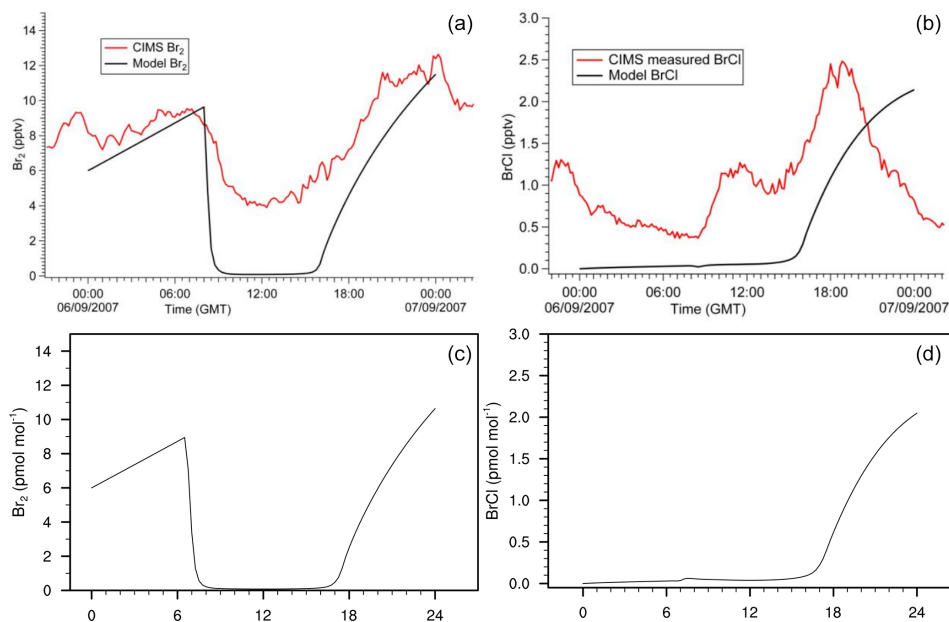 (a)
CIMS Br₂
Model Br₂
Br₂ (pptv)
14
12
10
8
6
4
2
0
00:00 06:00 12:00 18:00 00:00
06/09/2007 Time (GMT) 07/09/2007
(b)
CIMS measured BrCl
Model BrCl
BrCl (pptv)
3.0
2.5
2.0
1.5
1.0
0.5
0.0
00:00 06:00 12:00 18:00 00:00
06/09/2007 Time (GMT) 07/09/2007
(c)
Br₂ (pmol mol⁻¹)
14
12
10
8
6
4
2
0
0 6 12 18 24
(d)
BrCl (pmol mol⁻¹)
3.0
2.5
2.0
1.5
1.0
0.5
0.0
0 6 12 18 24